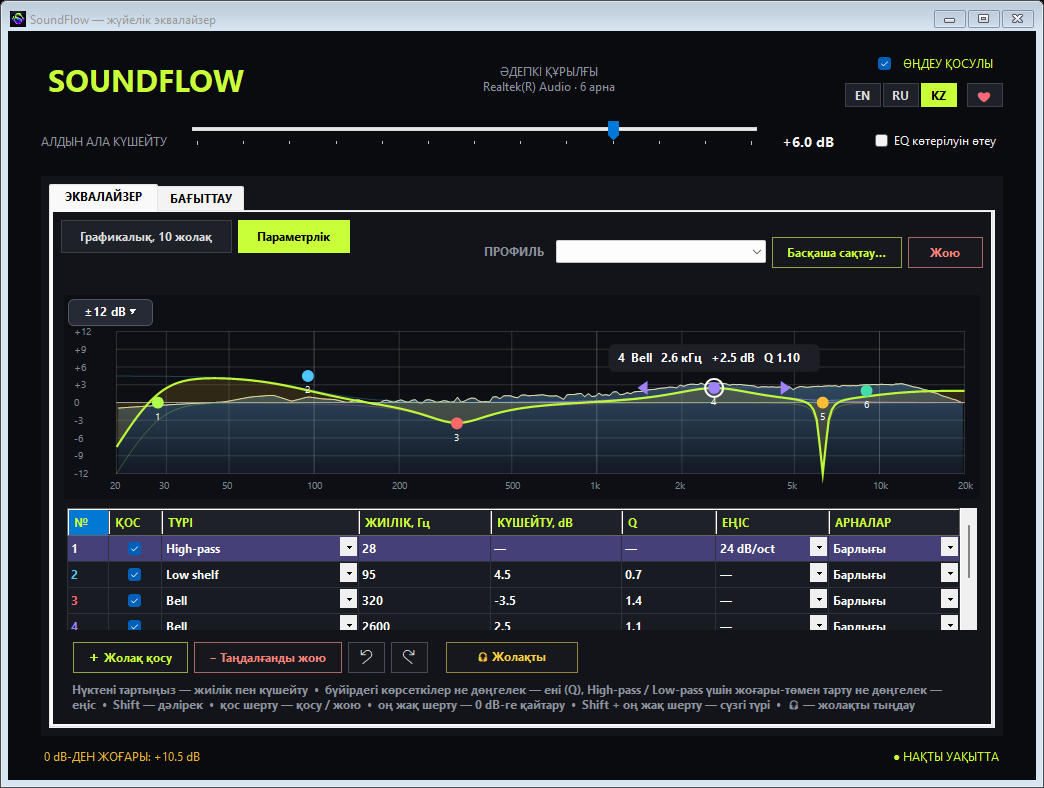 SoundFlow — жүйелік эквалайзер
SOUNDFLOW
ӘДЕПКІ ҚҰРЫЛҒЫ
Realtek(R) Audio · 6 арна
ӨҢДЕУ ҚОСУЛЫ
EN RU KZ
АЛДЫН АЛА КҮШЕЙТУ
+6.0 dB
EQ көтерілуін өтеу
ЭКВАЛАЙЗЕР БАҒЫТТАУ
Графикалық, 10 жолақ Параметрлік
ПРОФИЛЬ
Басқаша сақтау...
Жою
±12 dB
+12
+9
+6
+3
0
-3
-6
-9
-12
4 Bell 2.6 кГц +2.5 dB Q 1.10
1 2 3 4 5 6
20 30 50 100 200 500 1k 2k 5k 10k 20k
№ ҚОС ТҮРІ ЖИІЛІК, Гц КҮШЕЙТУ, dB Q ЕҢІС АРНАЛАР
1 High-pass 28 — — 24 dB/oct Барлығы
2 Low shelf 95 4.5 0.7 — Барлығы
3 Bell 320 -3.5 1.4 — Барлығы
4 Bell 2600 2.5 1.1 — Барлығы
+ Жолақ қосу
– Таңдалғанды жою
🎧 Жолақты
Нүктені тартыңыз — жиілік пен күшейту • бүйірдегі көрсеткілер не дөңгелек — ені (Q), High-pass / Low-pass үшін жоғары-төмен тарту не дөңгелек —
еңіс • Shift — дәлірек • қос шерту — қосу / жою • оң жақ шерту — 0 dB-ге қайтару • Shift + оң жақ шерту — сүзгі түрі • 🎧 — жолақты тыңдау
0 dB-ДЕН ЖОҒАРЫ: +10.5 dB
● НАҚТЫ УАҚЫТТА